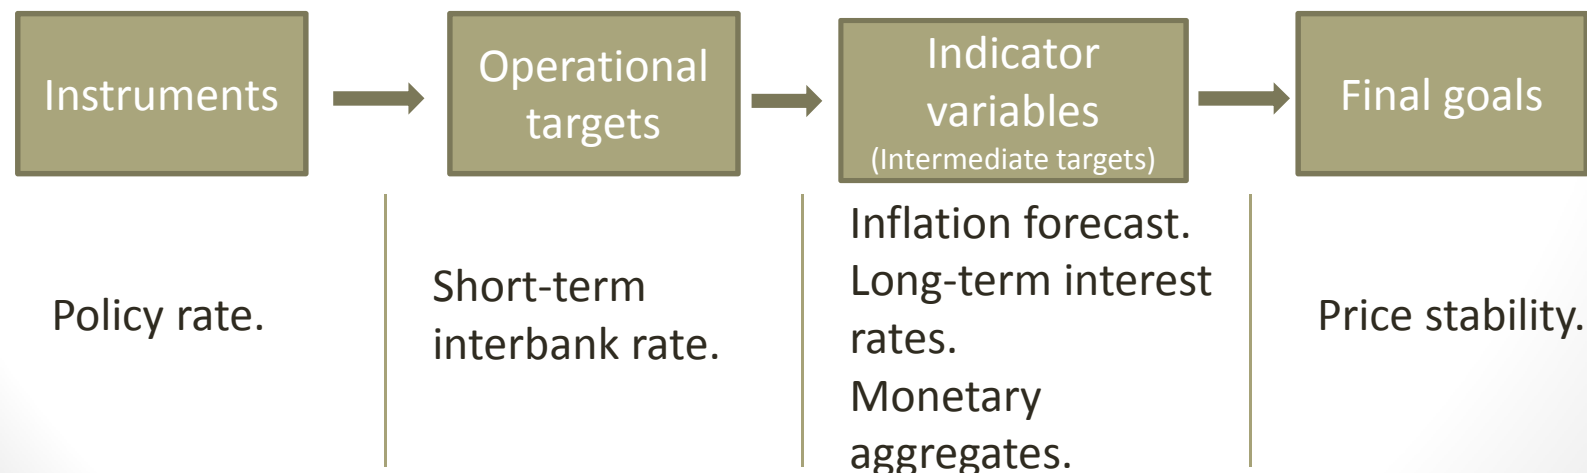 Instruments
Operational
targets
Indicator
variables
(Intermediate targets)
Final goals
Policy rate.
Short-term
interbank rate.
Inflation forecast.
Long-term interest
rates.
Monetary
aggregates.
Price stability.